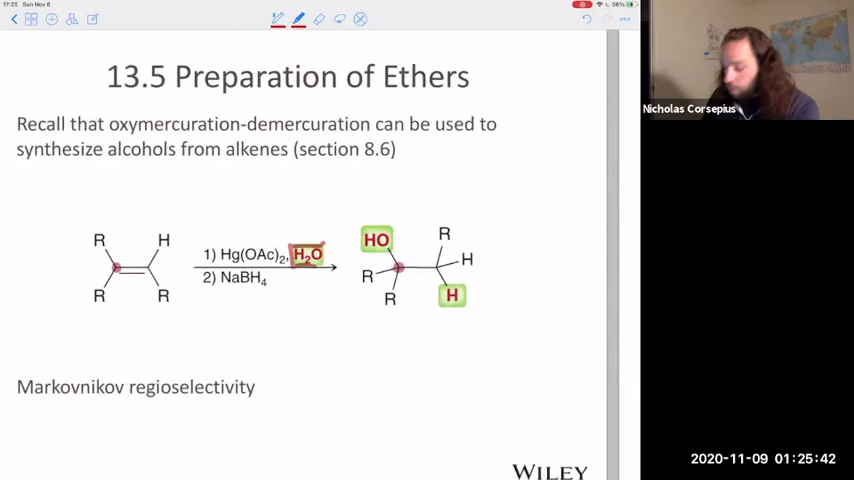 17:35 Sun Nov 8
56%
13.5 Preparation of Ethers
Nicholas Corsepius
Recall that oxymercuration-demercuration can be used to
synthesize alcohols from alkenes (section 8.6)
R H
R R
1) Hg(OAc)2, H2O
2) NaBH4
HO R
R H
R H
Markovnikov regioselectivity
WILEY
2020-11-09 01:25:42